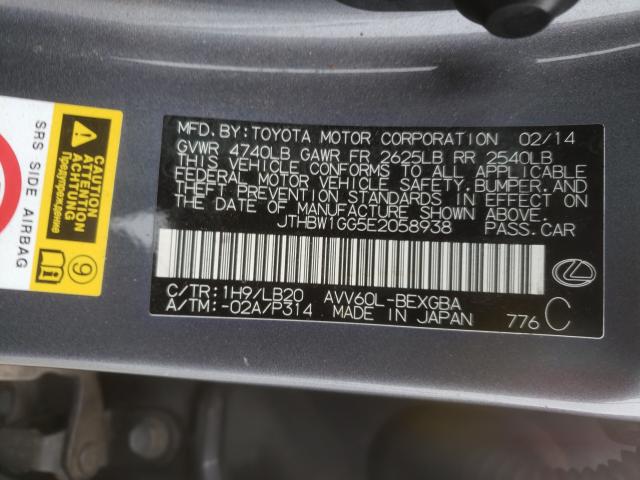 MFD. BY: TOYOTA MOTOR CORPORATION 02/14
GVWR 4740LB GAWR FR 2625LB RR 2540LB
THIS VEHICLE CONFORMS TO ALL APPLICABLE
FEDERAL MOTOR VEHICLE SAFETY, BUMPER, AND
THEFT PREVENTION STANDARDS IN EFFECT ON
THE DATE OF MANUFACTURE SHOWN ABOVE.
JTHBW1GG5E2058938 PASS. CAR
C/TR: 1H9/LB20 AVV60L-BEXGBA
A/TM: -02A/P314 MADE IN JAPAN 776 C
SRS SIDE AIRBAG
CAUTION
ATTENTION
Предупреждение
9